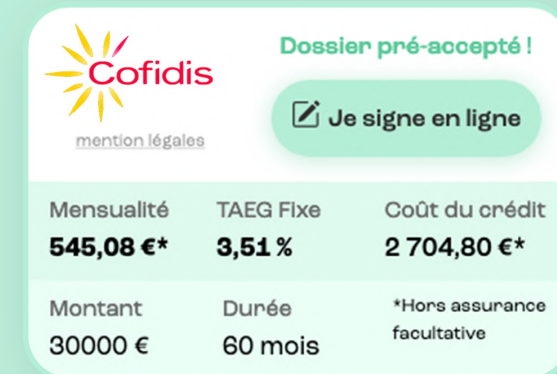 Cofidis
mention légales
Dossier pré-accepté !
Je signe en ligne
Mensualité
545,08 €*
TAEG Fixe
3,51 %
Coût du crédit
2 704,80 €*
Montant
30000 €
Durée
60 mois
*Hors assurance
facultative